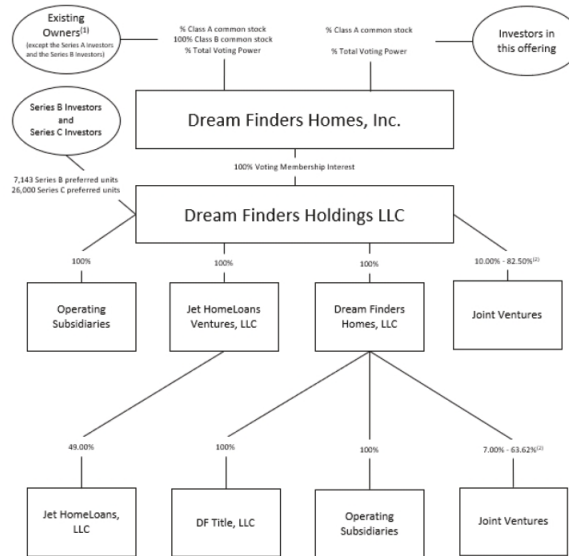 Existing
Owners(1)
(except the Series A Investors
and the Series B Investors)
% Class A common stock
100% Class B common stock
% Total Voting Power
% Class A common stock
% Total Voting Power
Investors in
this offering
Series B Investors
and
Series C Investors
Dream Finders Homes, Inc.
100% Voting Membership Interest
7,143 Series B preferred units
26,000 Series C preferred units
Dream Finders Holdings LLC
100%
100%
100%
10.00% - 82.50%(2)
Operating
Subsidiaries
Jet HomeLoans
Ventures, LLC
Dream Finders
Homes, LLC
Joint Ventures
49.00%
100%
100%
7.00% - 63.62%(2)
Jet HomeLoans,
LLC
DF Title, LLC
Operating
Subsidiaries
Joint Ventures